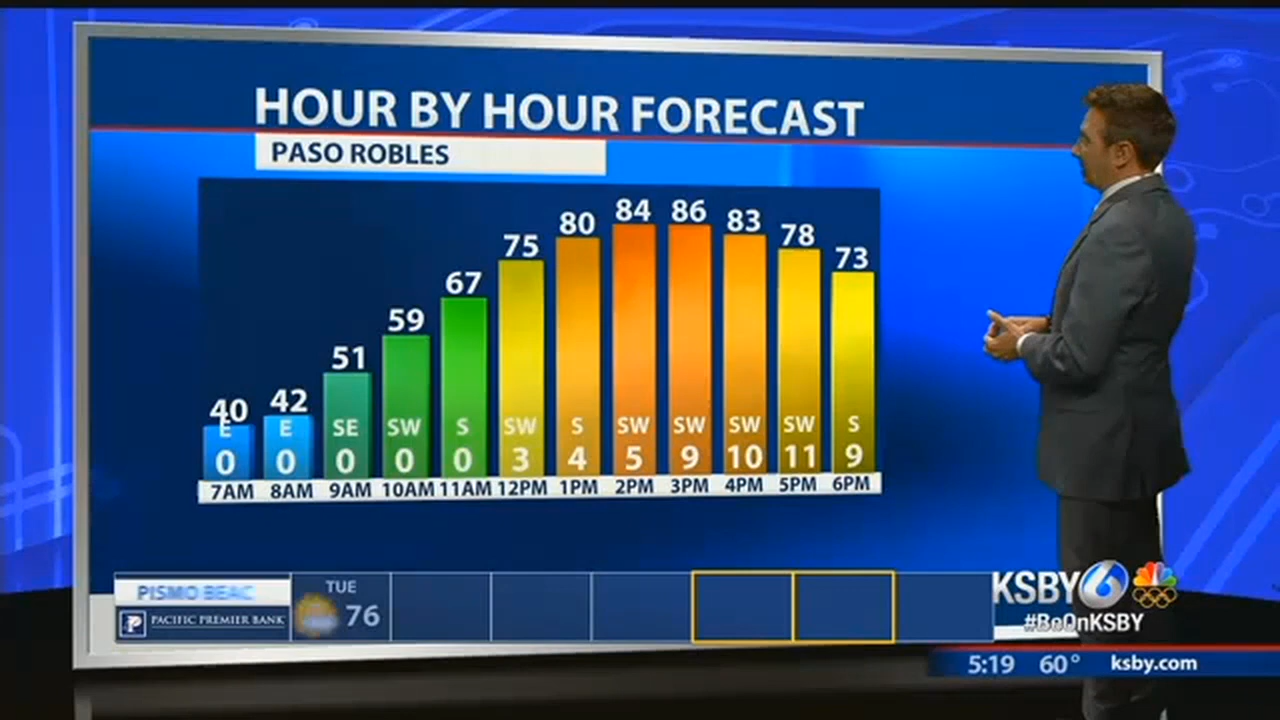 HOUR BY HOUR FORECAST
PASO ROBLES
40 42 51 59 67 75 80 84 86 83 78 73
E E SE SW S SW S SW SW SW SW S
0 0 0 0 0 3 4 5 9 10 11 9
7AM 8AM 9AM 10AM 11AM 12PM 1PM 2PM 3PM 4PM 5PM 6PM
PISMO BEAC
P PACIFIC PREMIER BANK
TUE
76
KSBY 6
#BoOnKSBY
5:19 60° ksby.com